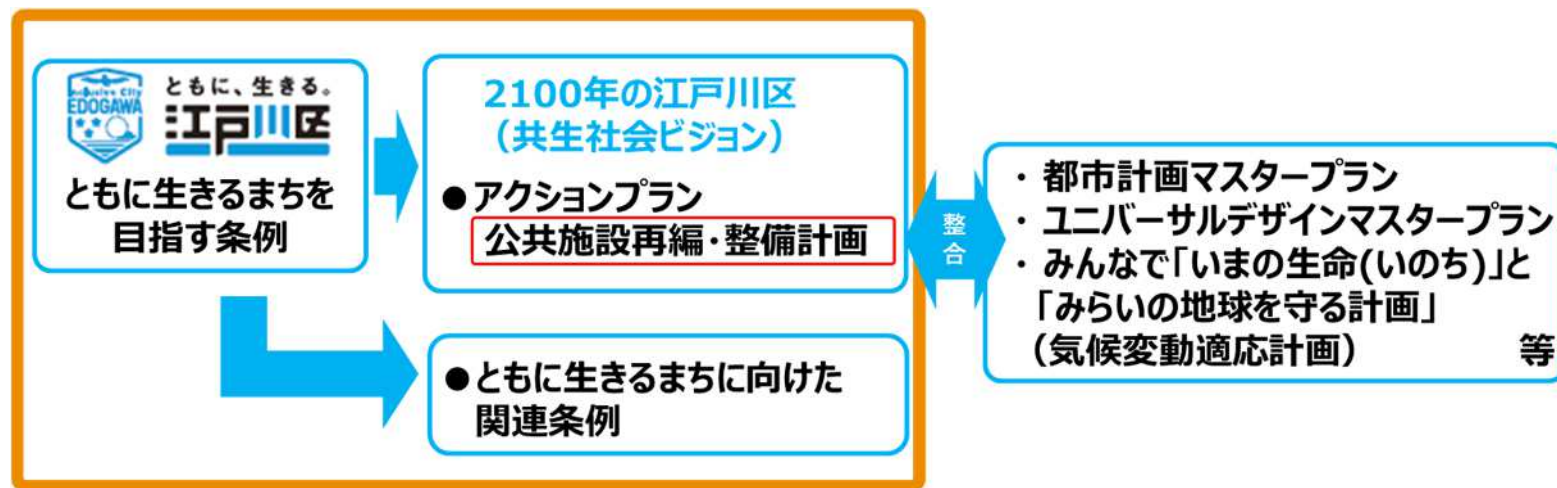 Inclusive City
EDOGAWA
ともに、生きる。
江戸川区
ともに生きるまちを
目指す条例
2100年の江戸川区
（共生社会ビジョン）
●アクションプラン
公共施設再編・整備計画
●ともに生きるまちに向けた
関連条例
整
合
・ 都市計画マスタープラン
・ ユニバーサルデザインマスタープラン
・ みんなで「いまの生命(いのち)」と
「みらいの地球を守る計画」
（気候変動適応計画） 等